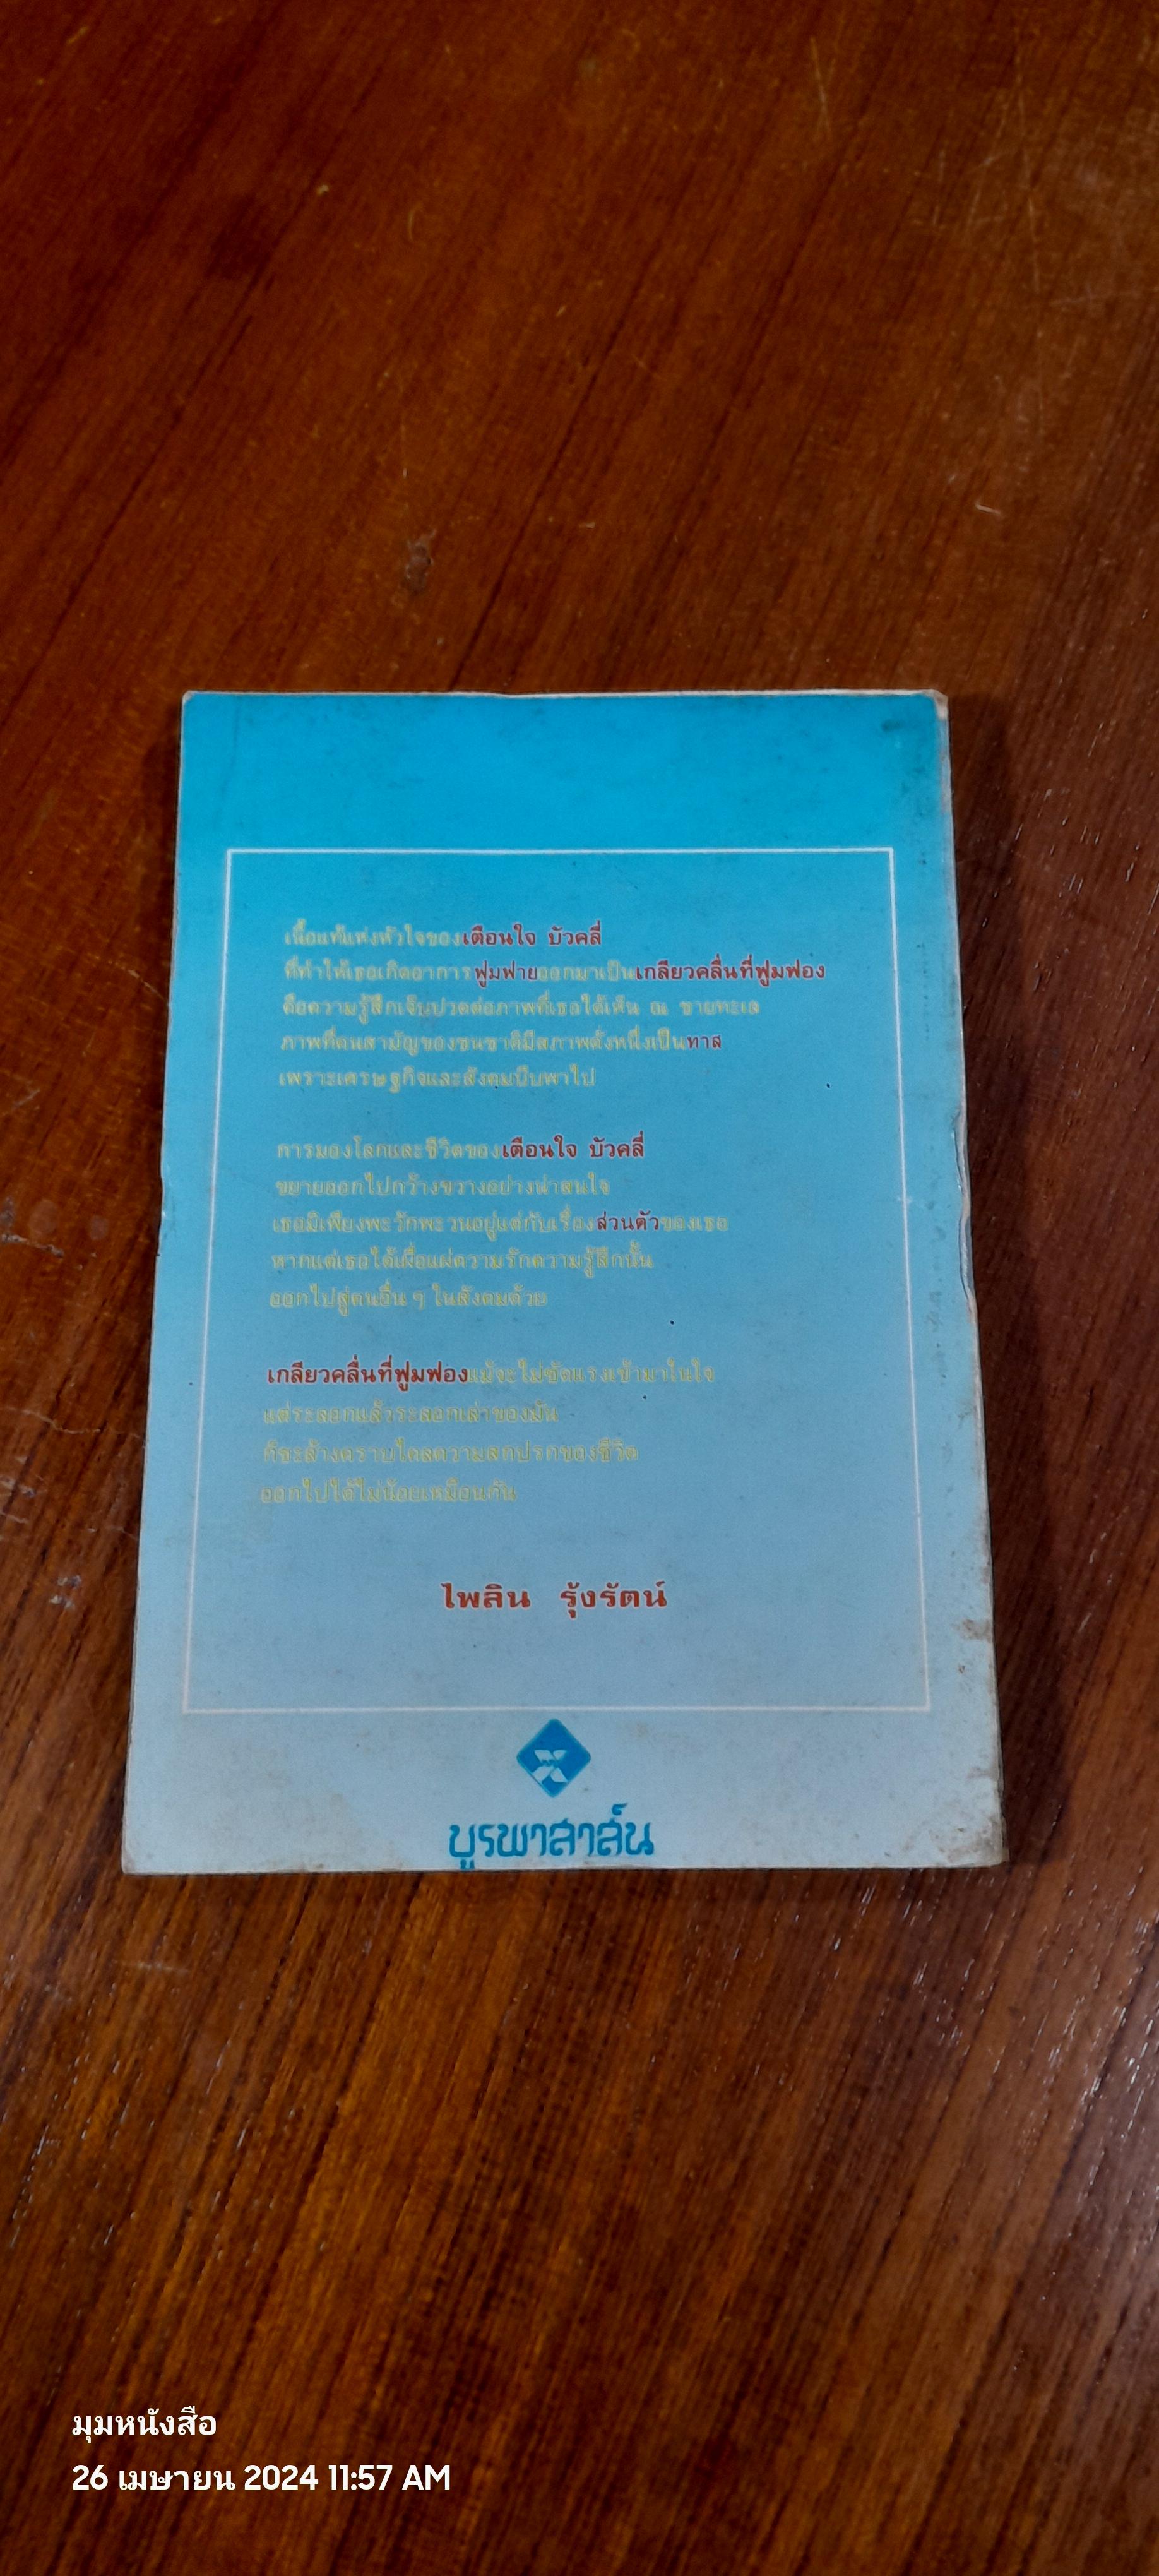 เนื้อแท้แห่งหัวใจของเตือนใจ บัวคลี่
ที่ทำให้เธอเกิดอาการฟูมฟายออกมาเป็นเกลียวคลื่นที่ฟูมฟอง
คือความรู้สึกเจ็บปวดต่อภาพที่เธอได้เห็น ณ ชายทะเล
ภาพที่คนสามัญของชนชาติมีสภาพดั่งหนึ่งเป็นทาส
เพราะเศรษฐกิจและสังคมบีบพาไป
การมองโลกและชีวิตของเตือนใจ บัวคลี่
ขยายออกไปกว้างขวางอย่างน่าสนใจ
เธอมิเพียงพะวักพะวนอยู่แต่กับเรื่องส่วนตัวของเธอ
หากแต่เธอได้เผื่อแผ่ความรักความรู้สึกนั้น
ออกไปสู่คนอื่น ๆ ในสังคมด้วย
เกลียวคลื่นที่ฟูมฟองแม้จะไม่ซัดแรงเข้ามาในใจ
แต่ระลอกแล้วระลอกเล่าของมัน
ก็ชะล้างคราบไคลความสกปรกของชีวิต
ออกไปได้ไม่น้อยเหมือนกัน
ไพลิน รุ้งรัตน์
บูรพาสาส์น
มุมหนังสือ
26 เมษายน 2024 11:57 AM